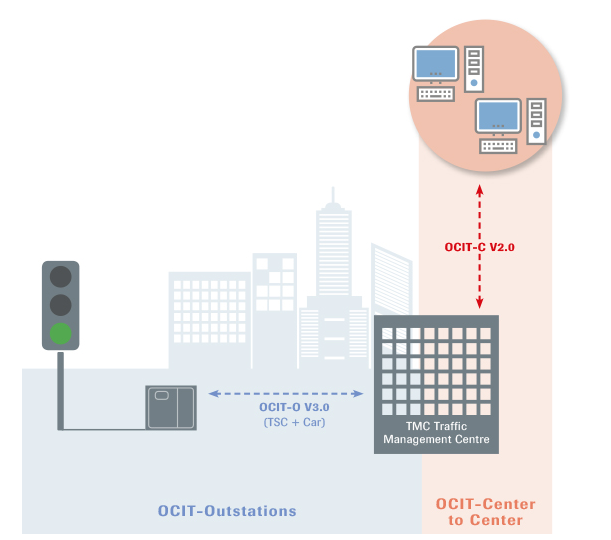 OCIT-C V2.0
OCIT-O V3.0
(TSC + Car)
TMC Traffic
Management Centre
OCIT-Outstations
OCIT-Center
to Center